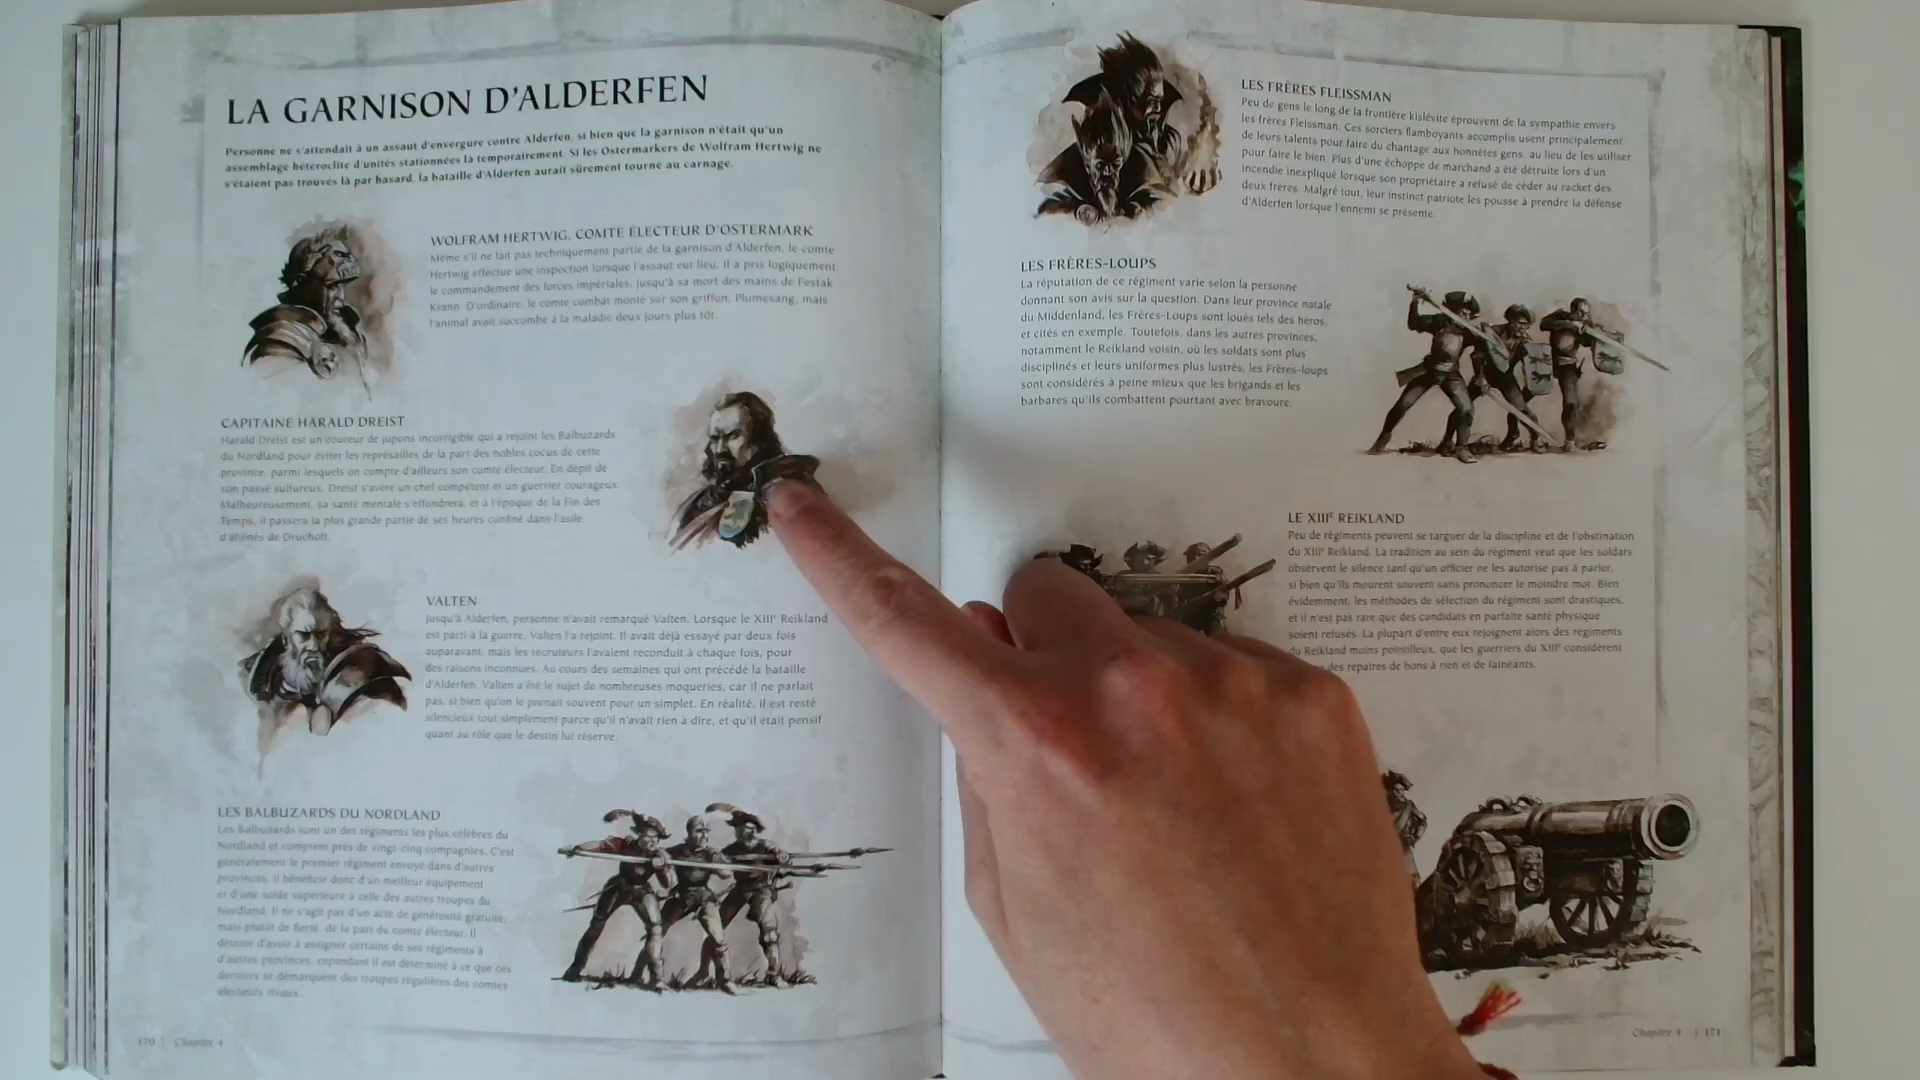 LA GARNISON D'ALDERFEN
Personne ne s'attendait à un assaut d'envergure contre Alderfen, si bien que la garnison n'était qu'un
assemblage hétéroclite d'unités stationnées là temporairement. Si les Ostermarkers de Wolfram Hertwig ne
s'étaient pas trouvés là par hasard, la bataille d'Alderfen aurait sûrement tourné au carnage.
WOLFRAM HERTWIG, COMTE ÉLECTEUR D'OSTERMARK
Même s'il ne fait pas techniquement partie de la garnison d'Alderfen, le comte
Hertwig effectue une inspection lorsque l'assaut eut lieu. Il a pris logiquement
le commandement des forces impériales, jusqu'à sa mort des mains de Festak
Krann. D'ordinaire, le comte combat monté sur son griffon, Plumesang, mais
l'animal avait succombé à la maladie deux jours plus tôt.
CAPITAINE HARALD DREIST
Harald Dreist est un coureur de jupons incorrigible qui a rejoint les Balbuzards
du Nordland pour éviter les représailles de la part des nobles cocus de cette
province, parmi lesquels on compte d'ailleurs son comte électeur. En dépit de
son passé sulfureux, Dreist s'avère un chef compétent et un guerrier courageux.
Malheureusement, sa santé mentale s'effondrera, et à l'époque de la Fin des
Temps, il passera la plus grande partie de ses heures confiné dans l'asile
d'aliénés de Druchoft.
VALTEN
Jusqu'à Alderfen, personne n'avait remarqué Valten. Lorsque le XIIIᵉ Reikland
est parti à la guerre, Valten l'a rejoint. Il avait déjà essayé par deux fois
auparavant, mais les recruteurs l'avaient reconduit à chaque fois, pour
des raisons inconnues. Au cours des semaines qui ont précédé la bataille
d'Alderfen, Valten a été le sujet de nombreuses moqueries, car il ne parlait
pas, si bien qu'on le prenait souvent pour un simplet. En réalité, il est resté
silencieux tout simplement parce qu'il n'avait rien à dire, et qu'il était pensif
quant au rôle que le destin lui réserve.
LES BALBUZARDS DU NORDLAND
Les Balbuzards sont un des régiments les plus célèbres du
Nordland et comptent près de vingt-cinq compagnies. C'est
généralement le premier régiment envoyé dans d'autres
provinces. Il bénéficie donc d'un meilleur équipement
et d'une solde supérieure à celle des autres troupes du
Nordland. Il ne s'agit pas d'un acte de générosité gratuite,
mais plutôt de fierté, de la part du comte électeur. Il
déteste d'avoir à assigner certains de ses régiments à
d'autres provinces, cependant il est déterminé à ce que ces
derniers se démarquent des troupes régulières des comtes
électeurs rivaux.
170 | Chapitre 4
LES FRÈRES FLEISSMAN
Peu de gens le long de la frontière kislévite éprouvent de la sympathie envers
les frères Fleissman. Ces sorciers flamboyants accomplis usent principalement
de leurs talents pour faire du chantage aux honnêtes gens, au lieu de les utiliser
pour faire le bien. Plus d'une échoppe de marchand a été détruite lors d'un
incendie inexpliqué lorsque son propriétaire a refusé de céder au racket des
deux frères. Malgré tout, leur instinct patriote les pousse à prendre la défense
d'Alderfen lorsque l'ennemi se présente.
LES FRÈRES-LOUPS
La réputation de ce régiment varie selon la personne
donnant son avis sur la question. Dans leur province natale
du Middenland, les Frères-Loups sont loués tels des héros,
et cités en exemple. Toutefois, dans les autres provinces,
notamment le Reikland voisin, où les soldats sont plus
disciplinés et leurs uniformes plus lustrés, les Frères-loups
sont considérés à peine mieux que les brigands et les
barbares qu'ils combattent pourtant avec bravoure.
LE XIIIᵉ REIKLAND
Peu de régiments peuvent se targuer de la discipline et de l'obstination
du XIIIᵉ Reikland. La tradition au sein du régiment veut que les soldats
observent le silence tant qu'un officier ne les autorise pas à parler,
si bien qu'ils meurent souvent sans prononcer le moindre mot. Bien
évidemment, les méthodes de sélection du régiment sont drastiques,
et il n'est pas rare que des candidats en parfaite santé physique
soient refusés. La plupart d'entre eux rejoignent alors des régiments
du Reikland moins pointilleux, que les guerriers du XIIIᵉ considèrent
des repaires de bons à rien et de fainéants.
Chapitre 4 | 171